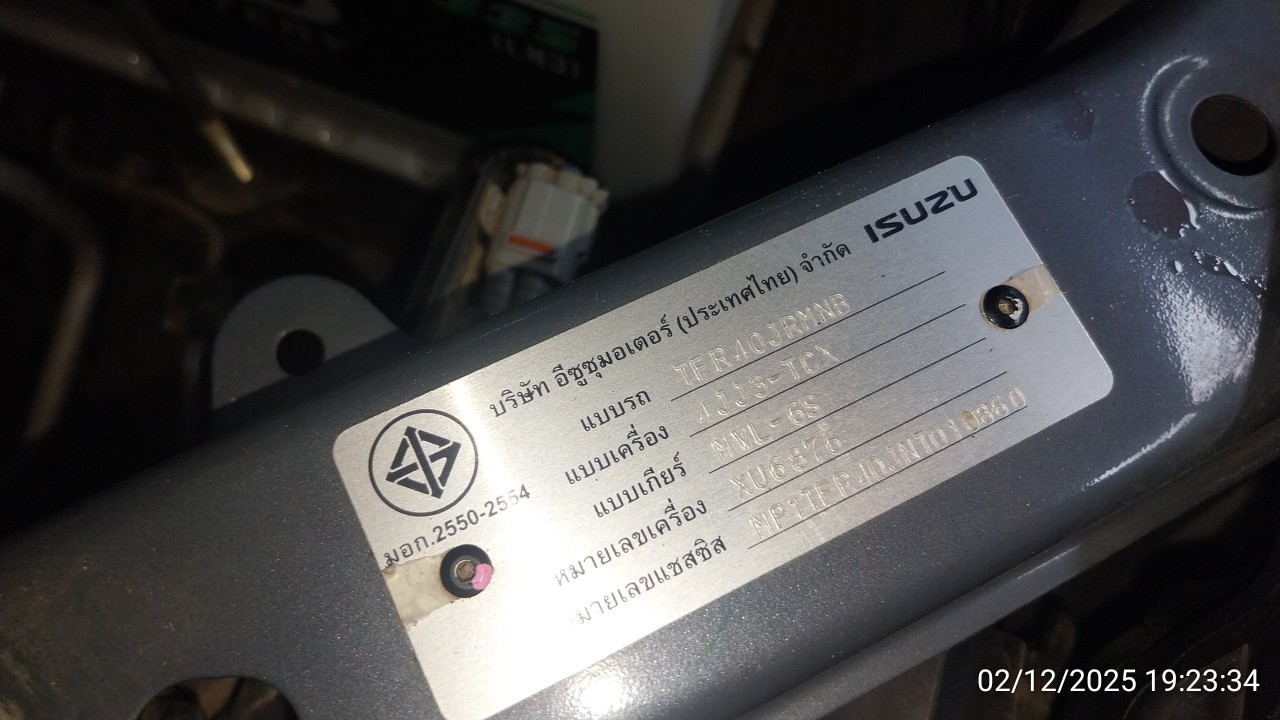 ISUZU
บริษัท อีซูซุมอเตอร์ (ประเทศไทย) จำกัด
แบบรถ TFR40JRMNB
แบบเครื่อง 4JJ3-TCX
แบบเกียร์ MVL-6S
หมายเลขเครื่อง XU6876
หมายเลขแชสซิส
มอก.2550-2554
02/12/2025 19:23:34